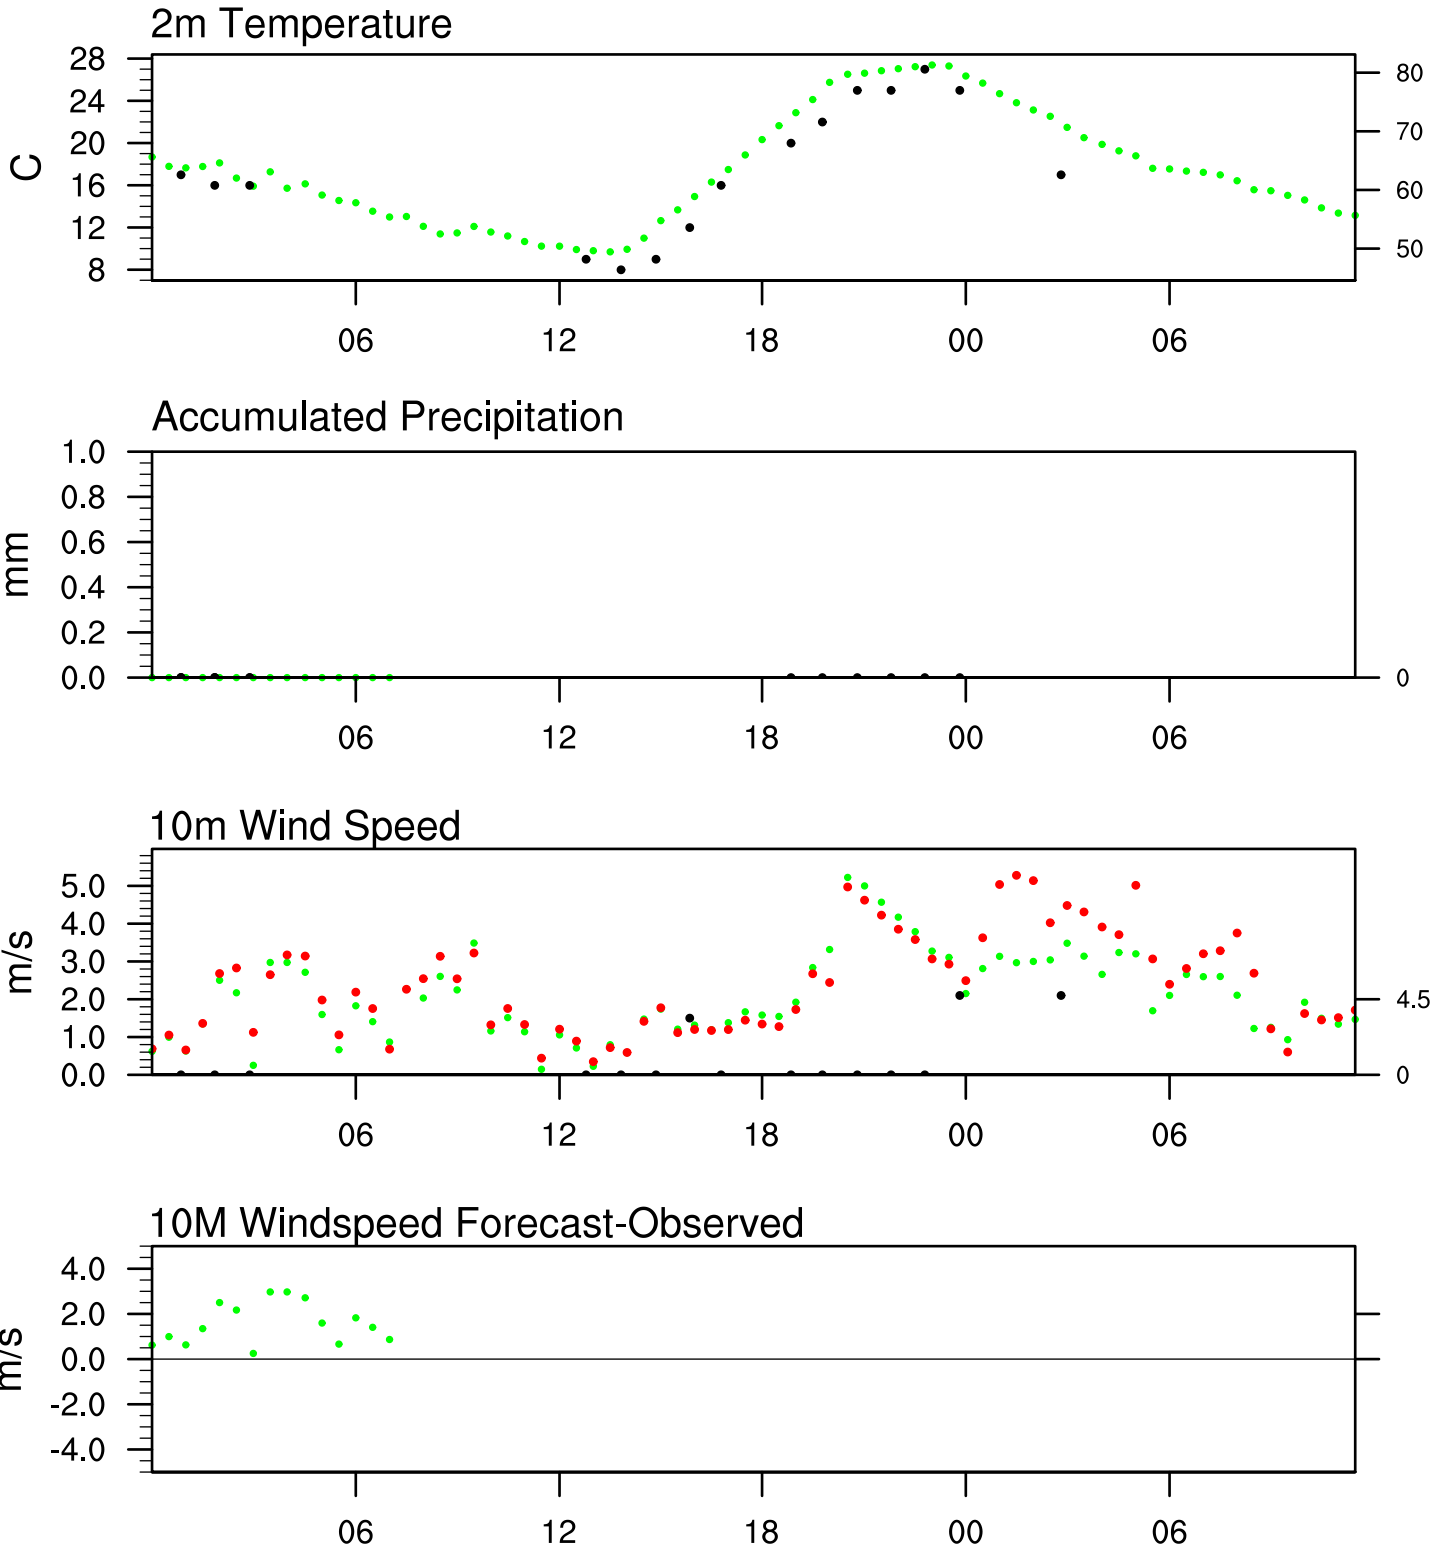 2m Temperature
28
24
20
16
12
8
C
80
70
60
50
06 12 18 00 06
Accumulated Precipitation
1.0
0.8
0.6
0.4
0.2
0.0
mm
0
06 12 18 00 06
10m Wind Speed
5.0
4.0
3.0
2.0
1.0
0.0
m/s
4.5
0
06 12 18 00 06
10M Windspeed Forecast-Observed
4.0
2.0
0.0
-2.0
-4.0
m/s
06 12 18 00 06